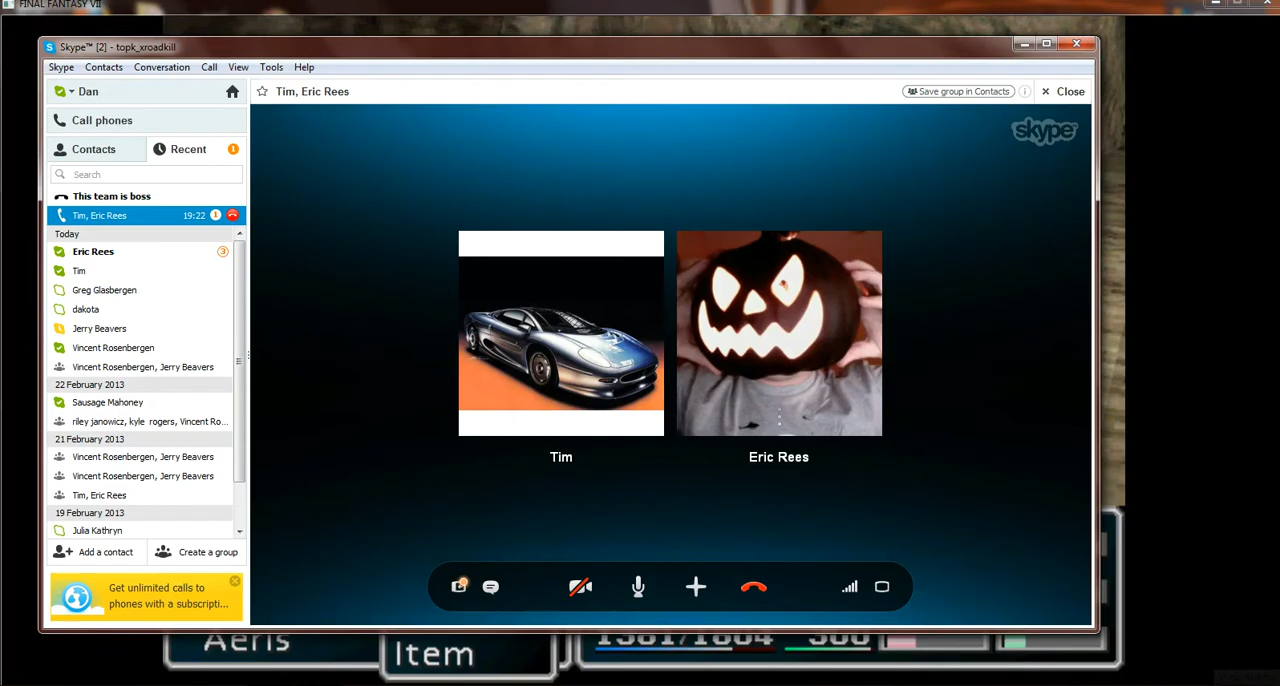 FINAL FANTASY VII
Skype™ [2] - topk_xroadkill
Skype Contacts Conversation Call View Tools Help
Dan
Tim, Eric Rees
Save group in Contacts
Close
Call phones
skype
Contacts
Recent
1
Search
This team is boss
Tim, Eric Rees 19:22 1
Today
Eric Rees 3
Tim
Greg Glasbergen
dakota
Jerry Beavers
Vincent Rosenbergen
Vincent Rosenbergen, Jerry Beavers
22 February 2013
Sausage Mahoney
riley janowicz, kyle rogers, Vincent Ro...
21 February 2013
Vincent Rosenbergen, Jerry Beavers
Vincent Rosenbergen, Jerry Beavers
Tim, Eric Rees
19 February 2013
Julia Kathryn
Tim
Eric Rees
Add a contact
Create a group
Get unlimited calls to
phones with a subscripti...
Aeris
Item